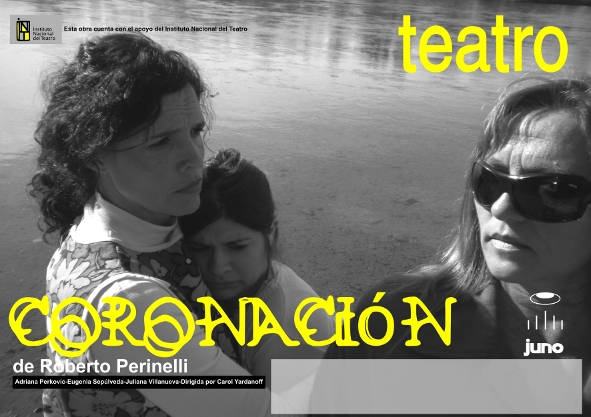 Instituto
Nacional
del Teatro
Esta obra cuenta con el apoyo del Instituto Nacional del Teatro
teatro
CORONACIÓN
de Roberto Perinelli
Adriana Perkovic-Eugenia Sepúlveda-Juliana Villanueva-Dirigida por Carol Yardanoff
juno